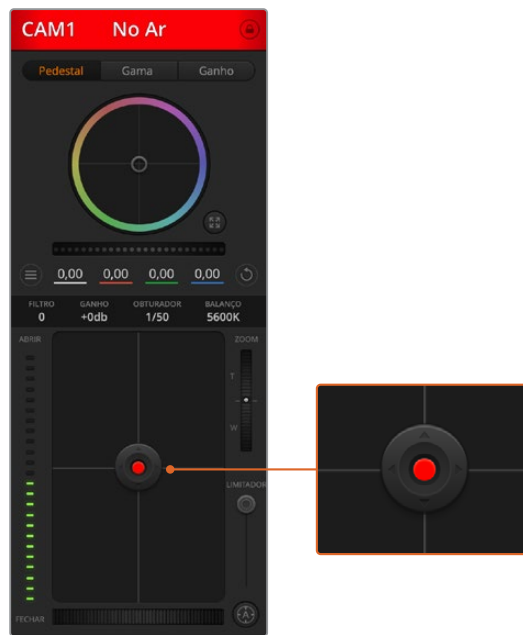 CAM1 No Ar
Pedestal Gama Ganho
0,00 0,00 0,00 0,00
FILTRO GANHO OBTURADOR BALANÇO
0 +0db 1/50 5600K
ABRIR ZOOM
T
W
LIMITADOR
FECHAR A